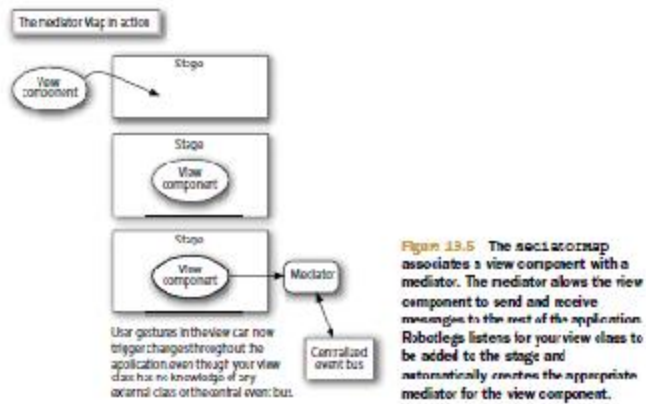 The mediator Map in action
View
component
Stage
Stage
View
component
Stage
View
component
Mediator
Centralized
event bus
User gestures in the view can now
trigger changes throughout the
application even though your view
class has no knowledge of any
external class or the central event bus.
Figure 13.5 The mediatorMap
associates a view component with a
mediator. The mediator allows the view
component to send and receive
messages to the rest of the application.
Robotlegs listens for your view class to
be added to the stage and
automatically creates the appropriate
mediator for the view component.